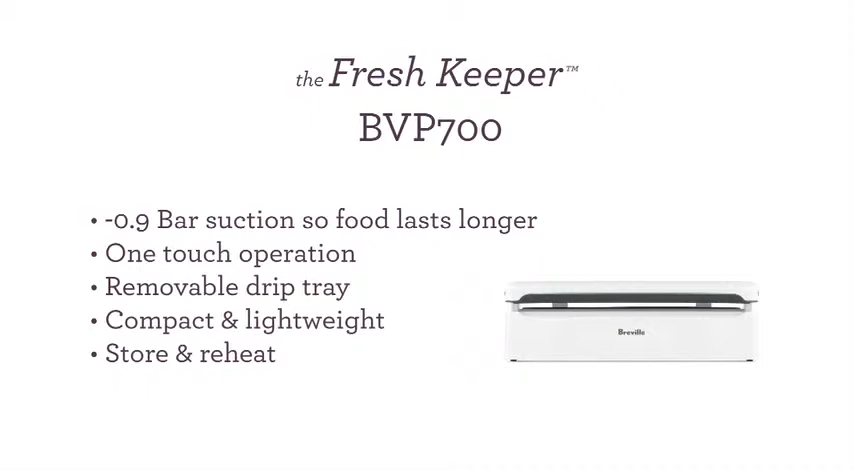 the Fresh Keeper™
BVP700
• -0.9 Bar suction so food lasts longer
• One touch operation
• Removable drip tray
• Compact & lightweight
• Store & reheat
Breville